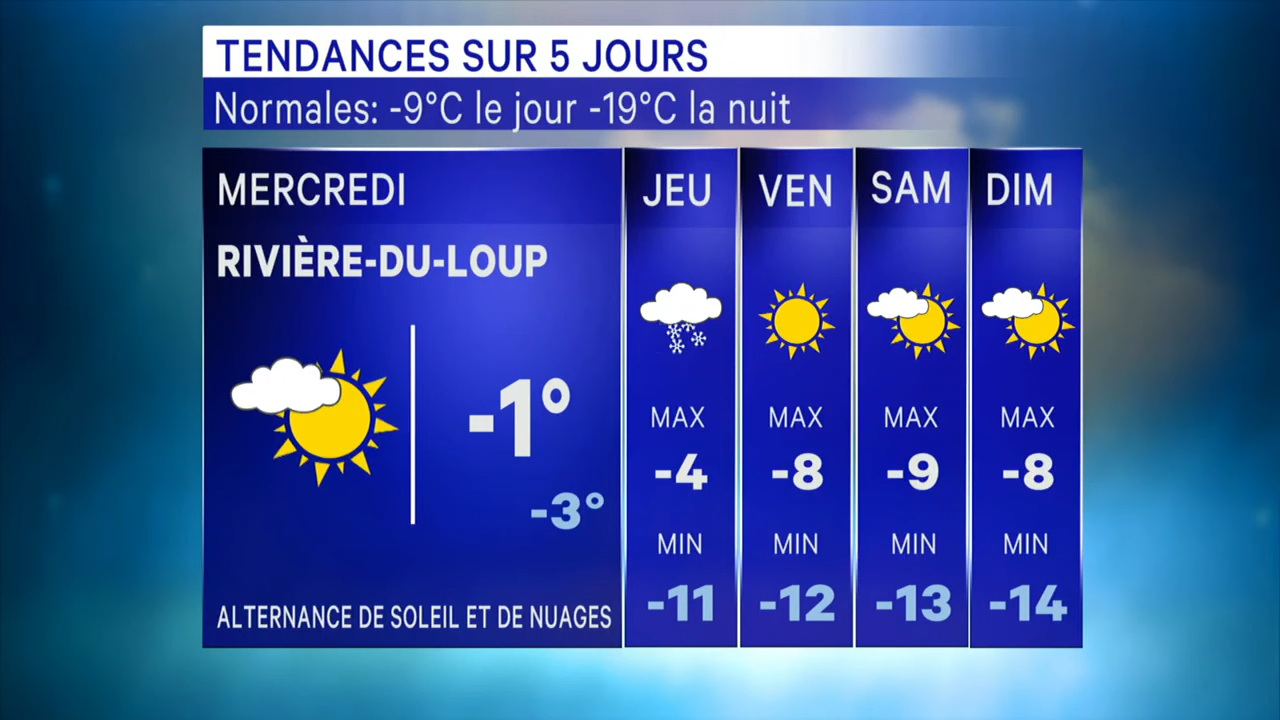 TENDANCES SUR 5 JOURS
Normales: -9°C le jour -19°C la nuit
MERCREDI
RIVIÈRE-DU-LOUP
-1°
-3°
ALTERNANCE DE SOLEIL ET DE NUAGES
JEU
MAX
-4
MIN
-11
VEN
MAX
-8
MIN
-12
SAM
MAX
-9
MIN
-13
DIM
MAX
-8
MIN
-14